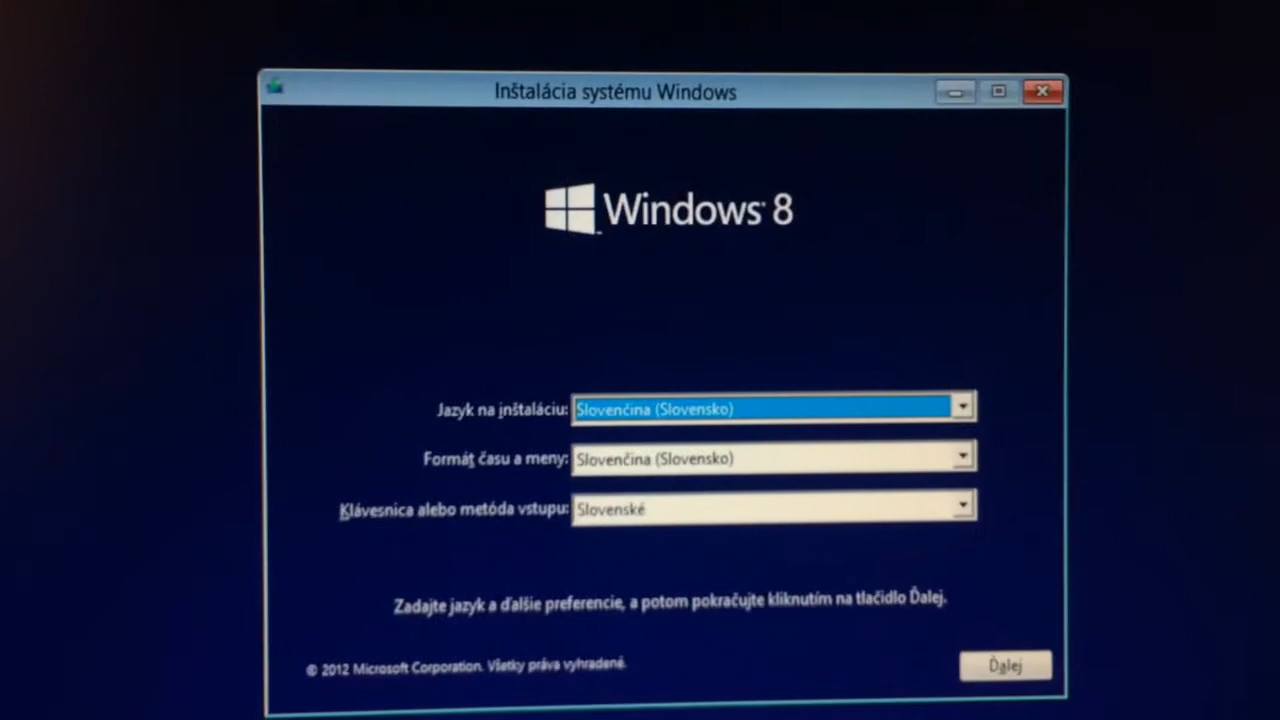 Inštalácia systému Windows
Windows 8
Jazyk na inštaláciu: Slovenčina (Slovensko)
Formát času a meny: Slovenčina (Slovensko)
Klávesnica alebo metóda vstupu: Slovenské
Zadajte jazyk a ďalšie preferencie, a potom pokračujte kliknutím na tlačidlo Ďalej.
© 2012 Microsoft Corporation. Všetky práva vyhradené.
Ďalej